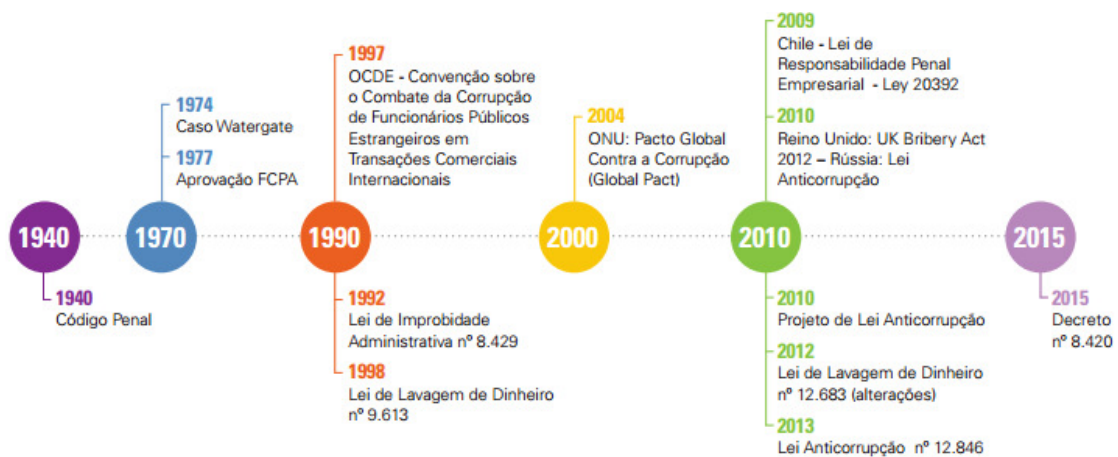 1974
Caso Watergate
1977
Aprovação FCPA
1997
OCDE - Convenção sobre
o Combate da Corrupção
de Funcionários Públicos
Estrangeiros em
Transações Comerciais
Internacionais
2004
ONU: Pacto Global
Contra a Corrupção
(Global Pact)
2009
Chile - Lei de
Responsabilidade Penal
Empresarial - Ley 20392
2010
Reino Unido: UK Bribery Act
2012 – Rússia: Lei
Anticorrupção
1940
1970
1990
2000
2010
2015
1940
Código Penal
1992
Lei de Improbidade
Administrativa nº 8.429
1998
Lei de Lavagem de Dinheiro
nº 9.613
2010
Projeto de Lei Anticorrupção
2012
Lei de Lavagem de Dinheiro
nº 12.683 (alterações)
2013
Lei Anticorrupção nº 12.846
2015
Decreto
nº 8.420